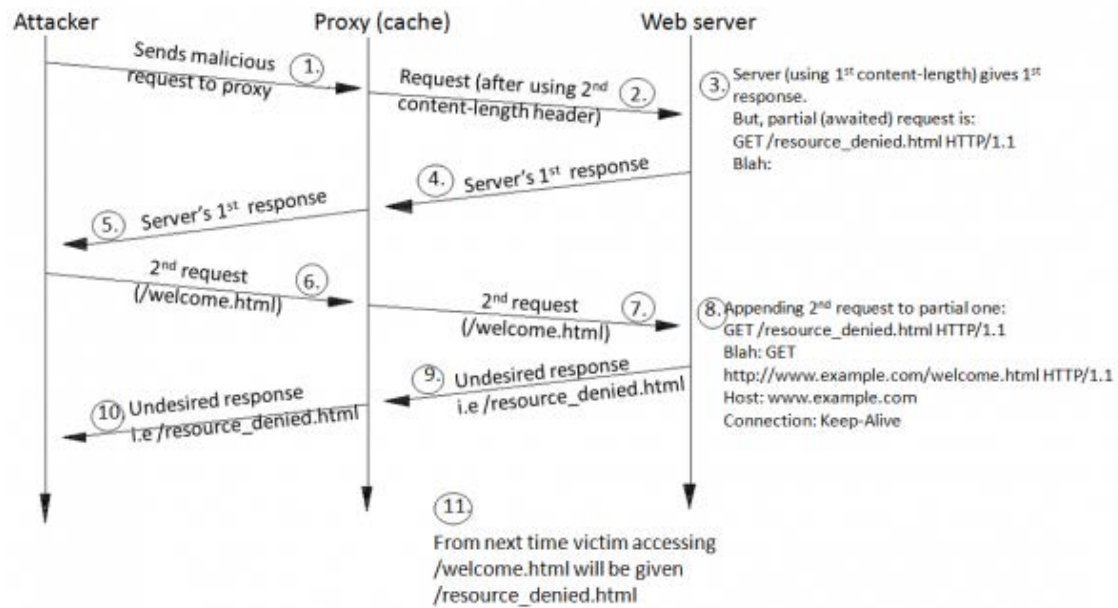 Attacker
Proxy (cache)
Web server
1.
Sends malicious
request to proxy
2.
Request (after using 2nd
content-length header)
3.
Server (using 1st content-length) gives 1st
response.
But, partial (awaited) request is:
GET /resource_denied.html HTTP/1.1
Blah:
4.
Server's 1st response
5.
Server's 1st response
6.
2nd request
(/welcome.html)
7.
2nd request
(/welcome.html)
8.
Appending 2nd request to partial one:
GET /resource_denied.html HTTP/1.1
Blah: GET
http://www.example.com/welcome.html HTTP/1.1
Host: www.example.com
Connection: Keep-Alive
9.
Undesired response
i.e /resource_denied.html
10.
Undesired response
i.e /resource_denied.html
11.
From next time victim accessing
/welcome.html will be given
/resource_denied.html